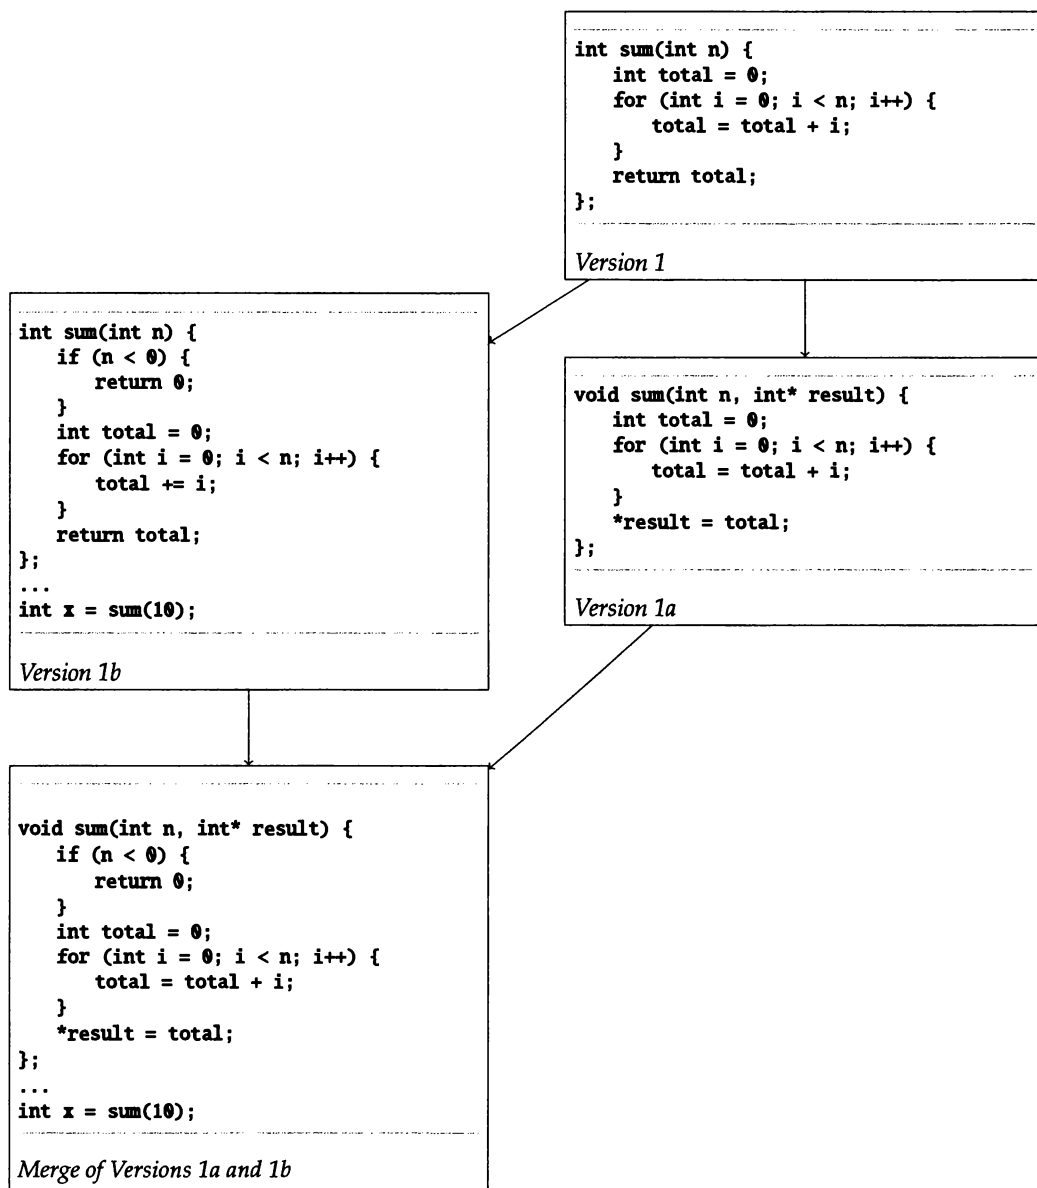 int sum(int n) {
int total = 0;
for (int i = 0; i < n; i++) {
total = total + i;
}
return total;
};
Version 1
int sum(int n) {
if (n < 0) {
return 0;
}
int total = 0;
for (int i = 0; i < n; i++) {
total += i;
}
return total;
};
...
int x = sum(10);
Version 1b
void sum(int n, int* result) {
int total = 0;
for (int i = 0; i < n; i++) {
total = total + i;
}
*result = total;
};
Version 1a
void sum(int n, int* result) {
if (n < 0) {
return 0;
}
int total = 0;
for (int i = 0; i < n; i++) {
total = total + i;
}
*result = total;
};
...
int x = sum(10);
Merge of Versions 1a and 1b